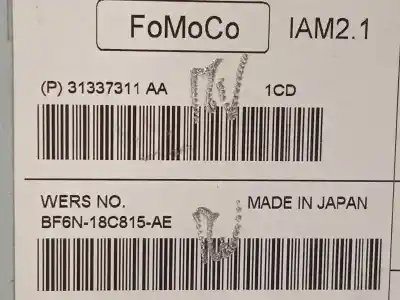 FoMoCo IAM2.1
(P) 31337311 AA 1CD
WERS NO. MADE IN JAPAN
BF6N-18C815-AE